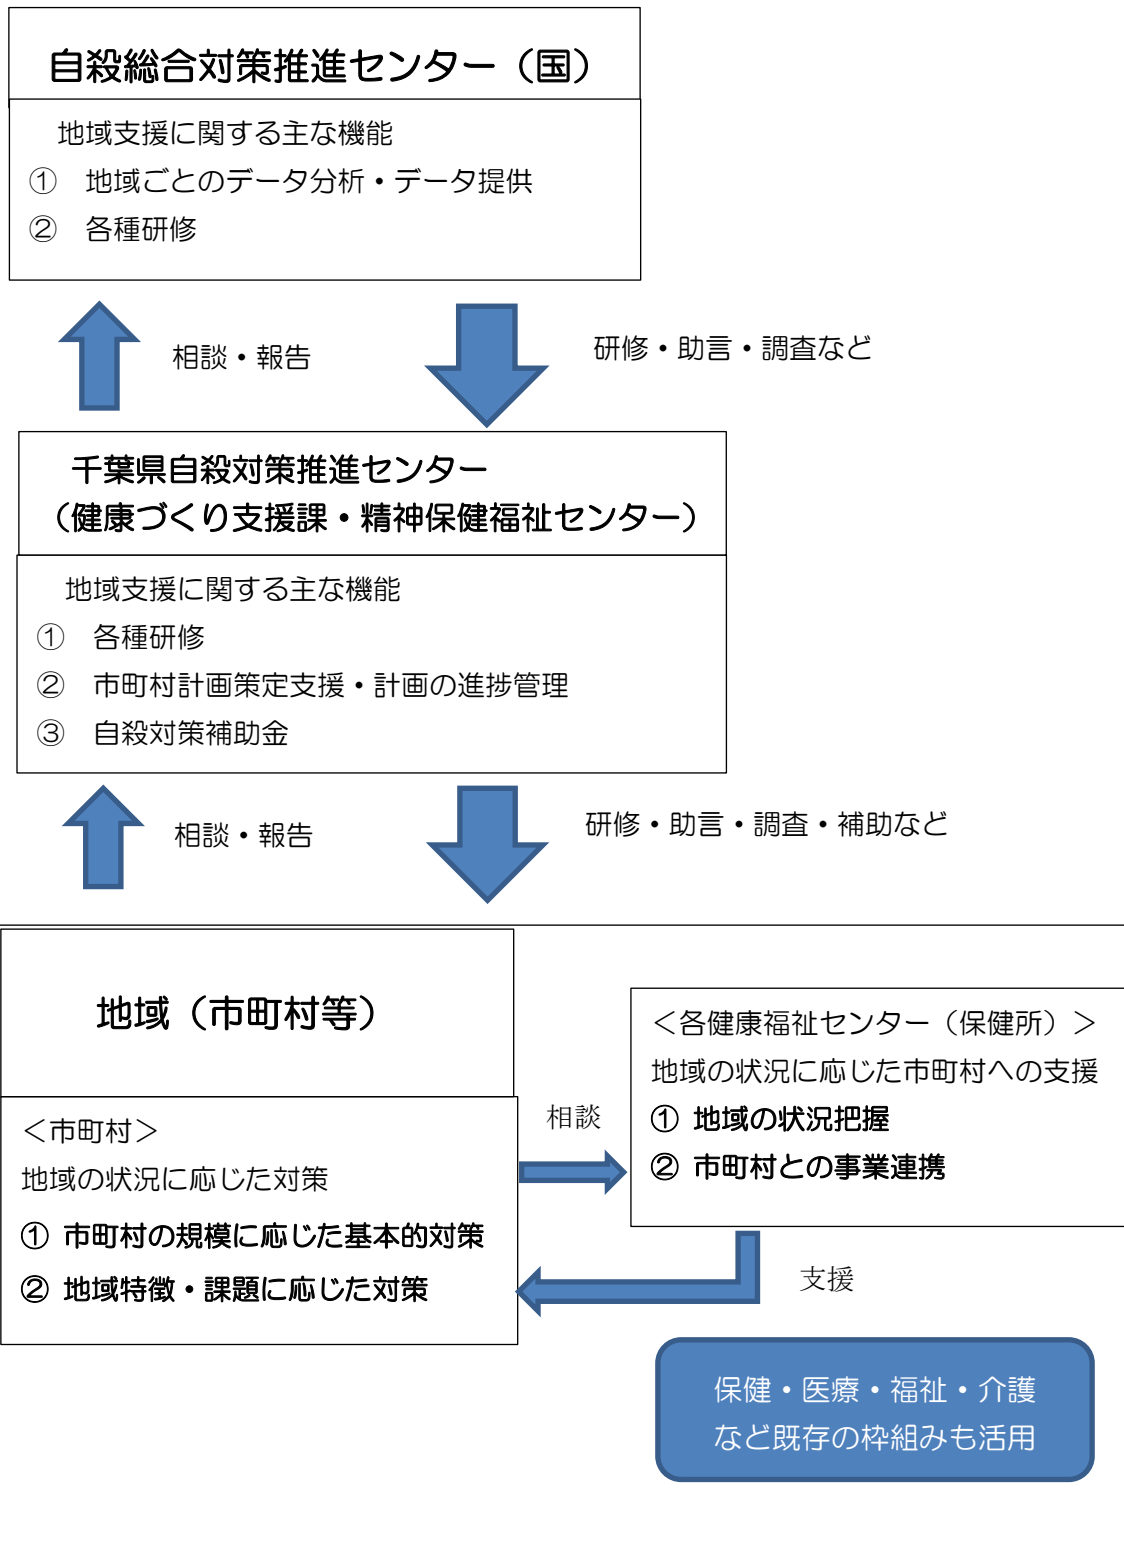 自殺総合対策推進センター（国）
地域支援に関する主な機能
①　地域ごとのデータ分析・データ提供
②　各種研修
相談・報告
研修・助言・調査など
千葉県自殺対策推進センター
（健康づくり支援課・精神保健福祉センター）
地域支援に関する主な機能
①　各種研修
②　市町村計画策定支援・計画の進捗管理
③　自殺対策補助金
相談・報告
研修・助言・調査・補助など
地域（市町村等）
＜市町村＞
地域の状況に応じた対策
① 市町村の規模に応じた基本的対策
② 地域特徴・課題に応じた対策
相談
＜各健康福祉センター（保健所）＞
地域の状況に応じた市町村への支援
① 地域の状況把握
② 市町村との事業連携
支援
保健・医療・福祉・介護
など既存の枠組みも活用